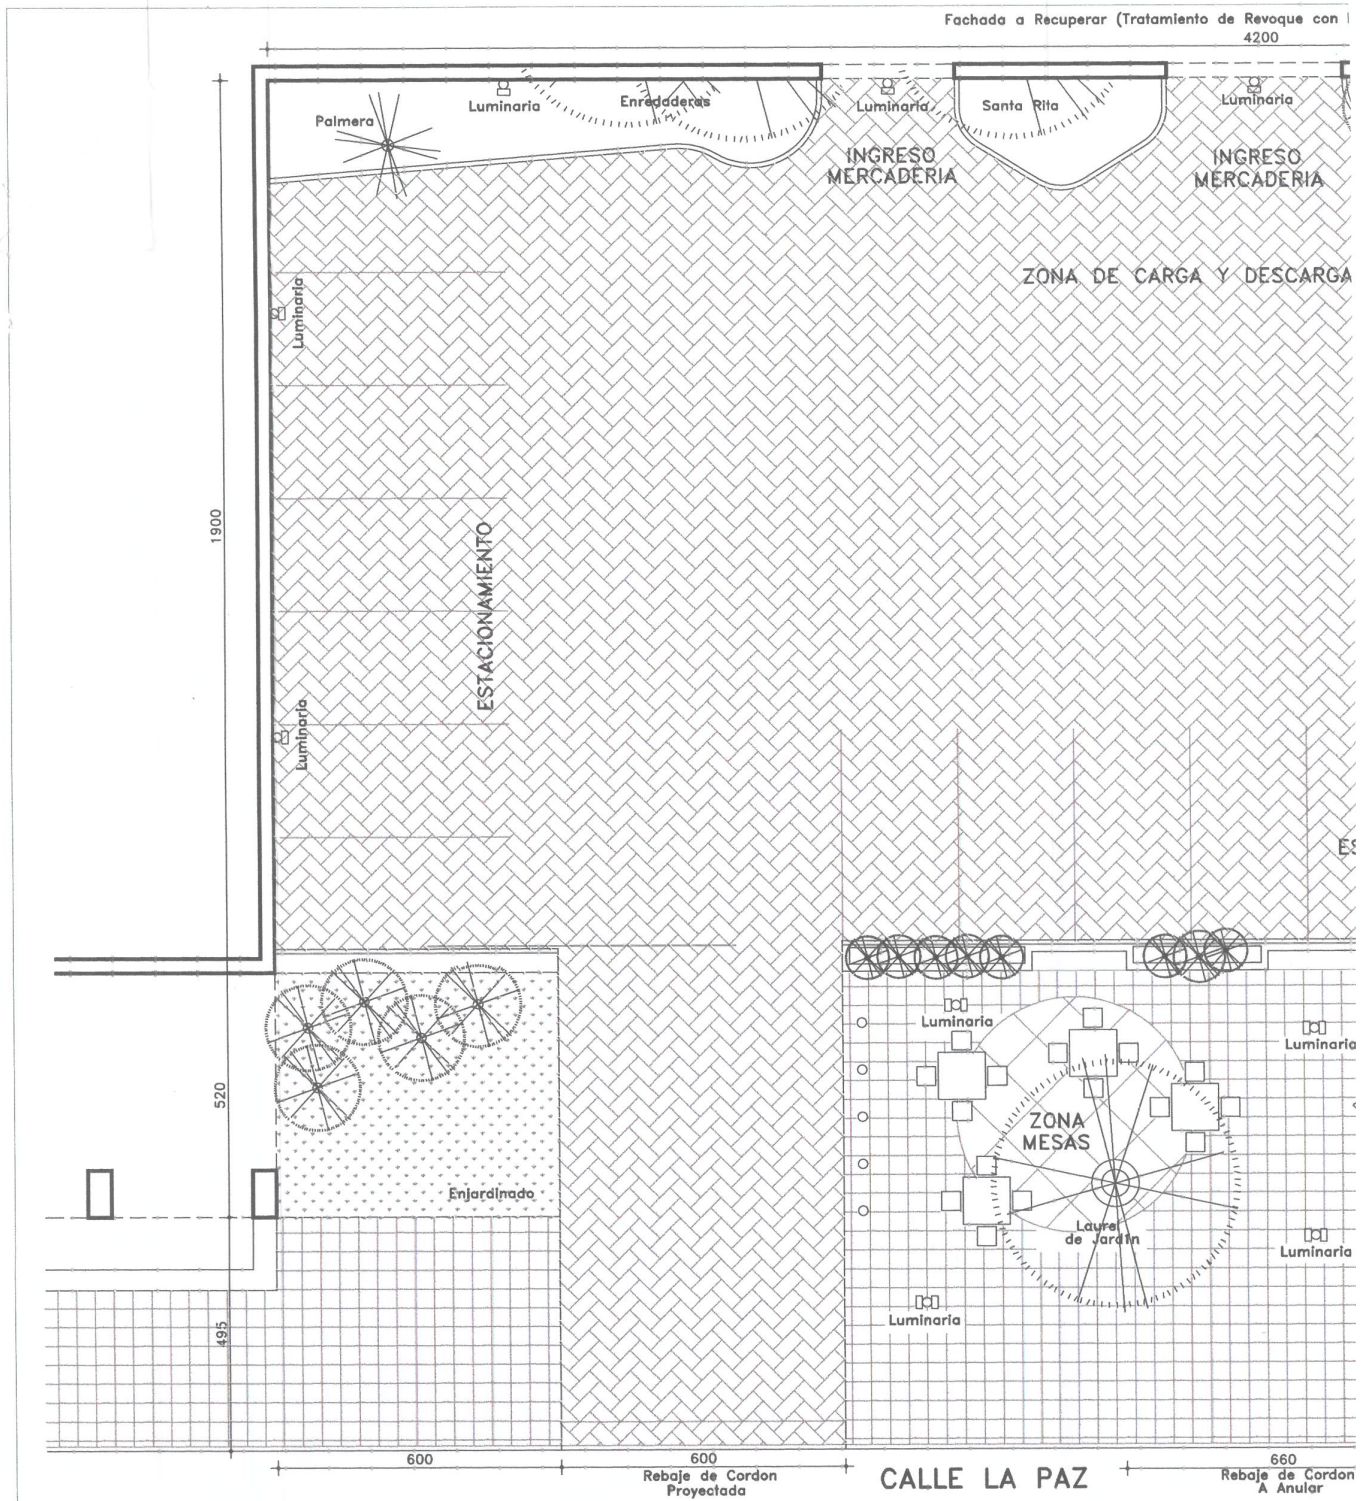 Fachada a Recuperar (Tratamiento de Revoque con
4200
Luminaria
Enredaderas
Luminaria
Santa Rita
Luminaria
Palmera
INGRESO
MERCADERIA
INGRESO
MERCADERIA
ZONA DE CARGA Y DESCARGA
Luminaria
1900
ESTACIONAMIENTO
Luminaria
ES
Luminaria
Luminaria
520
ZONA
MESAS
Enjardinado
Laurel
de Jardin
Luminaria
Luminaria
495
600
600
660
Rebaje de Cordon
Proyectada
CALLE LA PAZ
Rebaje de Cordon
A Anular